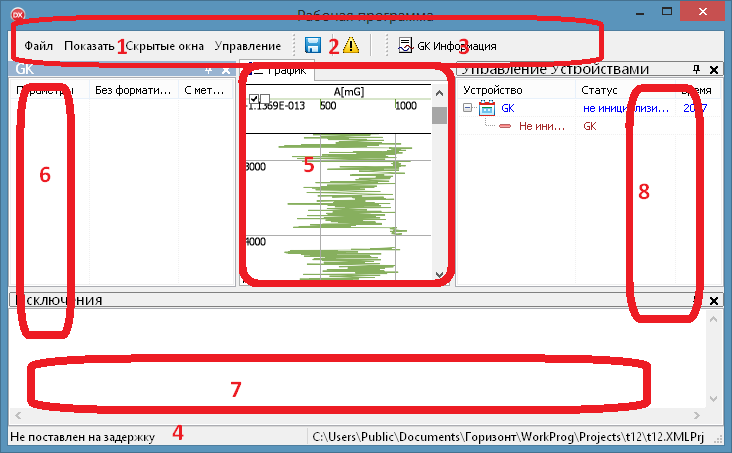 DX Рабочая программа
Файл Показать 1 Скрытые окна Управление 2 3 GK Информация
GK
График
Управление Устройствами
Параметры Без формати... С мет...
A[mG]
-1.1369E-013 500 1000
Устройство Статус Время
GK не инициализи... 20 7
Не ини... GK
3000
5
6
8
4000
Исключения
7
Не поставлен на задержку 4 C:\Users\Public\Documents\Горизонт\WorkProg\Projects\t12\t12.XMLPrj